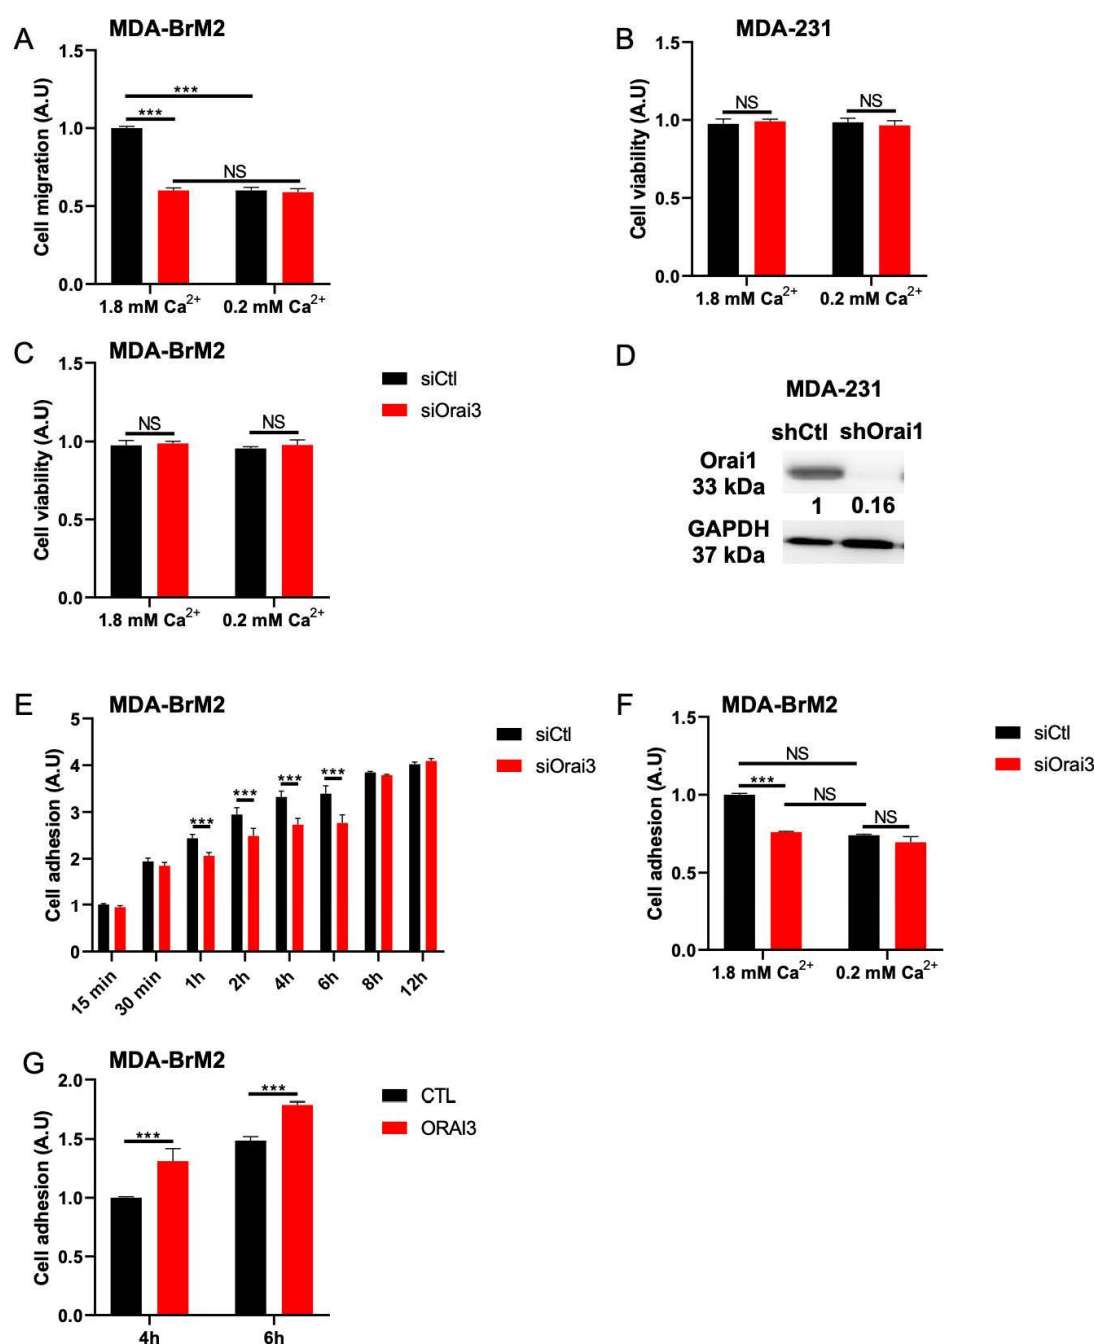 A
MDA-BrM2
Cell migration (A.U)
1.5
1.0
0.5
0.0
***
***
NS
1.8 mM Ca²⁺
0.2 mM Ca²⁺
B
MDA-231
Cell viability (A.U)
1.5
1.0
0.5
0.0
NS
NS
1.8 mM Ca²⁺
0.2 mM Ca²⁺
C
MDA-BrM2
Cell viability (A.U)
1.5
1.0
0.5
0.0
NS
NS
1.8 mM Ca²⁺
0.2 mM Ca²⁺
siCtl
siOrai3
D
MDA-231
shCtl shOrai1
Orai1
33 kDa
1 0.16
GAPDH
37 kDa
E
MDA-BrM2
Cell adhesion (A.U)
5
4
3
2
1
0
***
***
***
***
15 min
30 min
1h
2h
4h
6h
8h
12h
siCtl
siOrai3
F
MDA-BrM2
Cell adhesion (A.U)
1.5
1.0
0.5
0.0
NS
***
NS
NS
1.8 mM Ca²⁺
0.2 mM Ca²⁺
siCtl
siOrai3
G
MDA-BrM2
Cell adhesion (A.U)
2.0
1.5
1.0
0.5
0.0
***
***
4h
6h
CTL
ORAI3